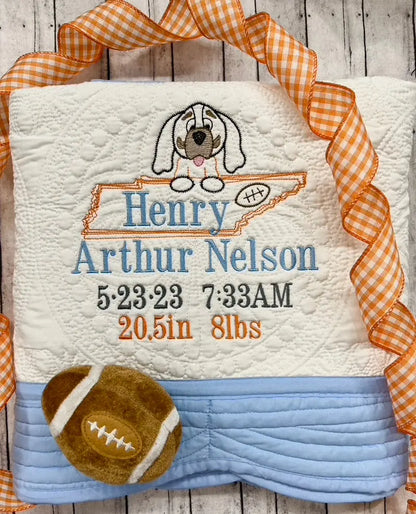 Henry
Arthur Nelson
5·23·23 7:33AM
20.5in 8lbs